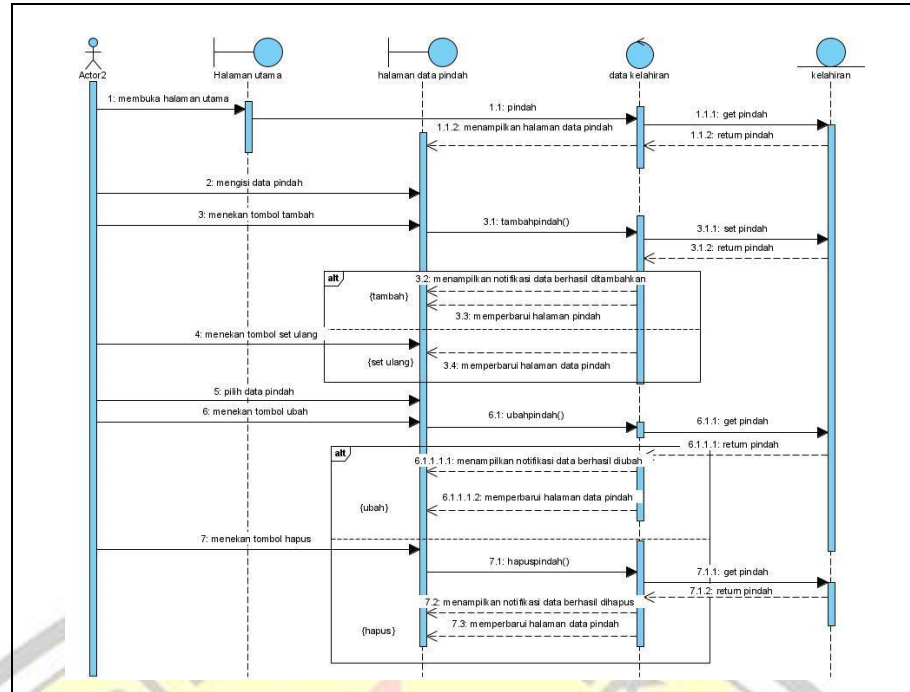 Actor2
Halaman utama
halaman data pindah
data kelahiran
kelahiran
1: membuka halaman utama
1.1: pindah
1.1.1: get pindah
1.1.2: menampilkan halaman data pindah
1.1.2: return pindah
2: mengisi data pindah
3: menekan tombol tambah
3.1: tambahpindah()
3.1.1: set pindah
3.1.2: return pindah
alt
3.2: menampilkan notifikasi data berhasil ditambahkan
{tambah}
3.3: memperbarui halaman pindah
4: menekan tombol set ulang
{set ulang}
3.4: memperbarui halaman data pindah
5: pilih data pindah
6: menekan tombol ubah
6.1: ubahpindah()
6.1.1: get pindah
6.1.1.1: return pindah
alt
6.1.1.1.1: menampilkan notifikasi data berhasil diubah
6.1.1.1.2: memperbarui halaman data pindah
{ubah}
7: menekan tombol hapus
7.1: hapuspindah()
7.1.1: get pindah
7.1.2: return pindah
7.2: menampilkan notifikasi data berhasil dihapus
7.3: memperbarui halaman data pindah
{hapus}